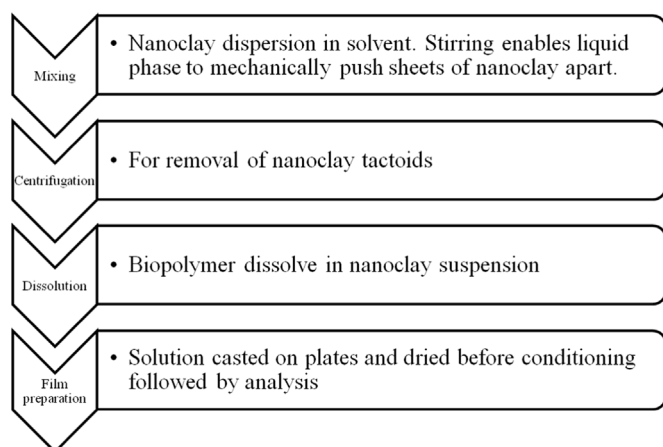 Mixing
• Nanoclay dispersion in solvent. Stirring enables liquid
phase to mechanically push sheets of nanoclay apart.
Centrifugation
• For removal of nanoclay tactoids
Dissolution
• Biopolymer dissolve in nanoclay suspension
Film
preparation
• Solution casted on plates and dried before conditioning
followed by analysis